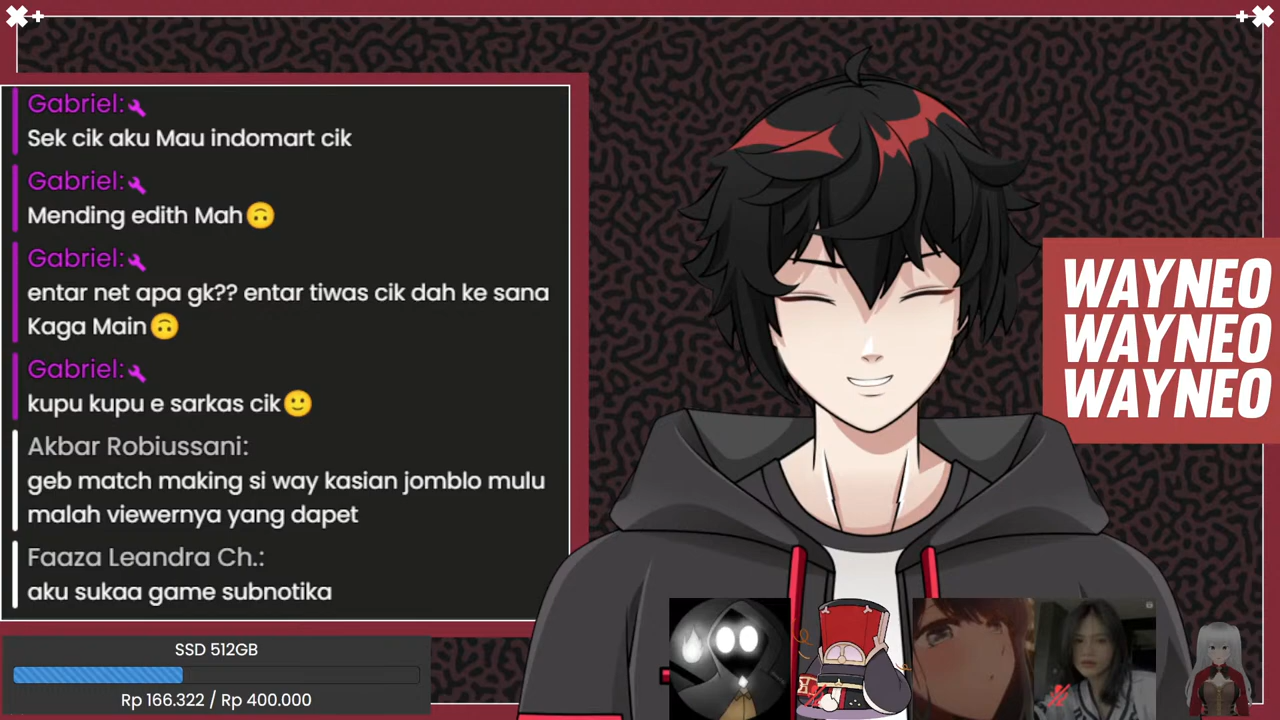 Gabriel:
Sek cik aku Mau indomart cik
Gabriel:
Mending edith Mah🙃
Gabriel:
entar net apa gk?? entar tiwas cik dah ke sana
Kaga Main🙃
Gabriel:
kupu kupu e sarkas cik🙂
Akbar Robiussani:
geb match making si way kasian jomblo mulu
malah viewernya yang dapet
Faaza Leandra Ch.:
aku sukaa game subnotika
SSD 512GB
Rp 166.322 / Rp 400.000
WAYNEO
WAYNEO
WAYNEO